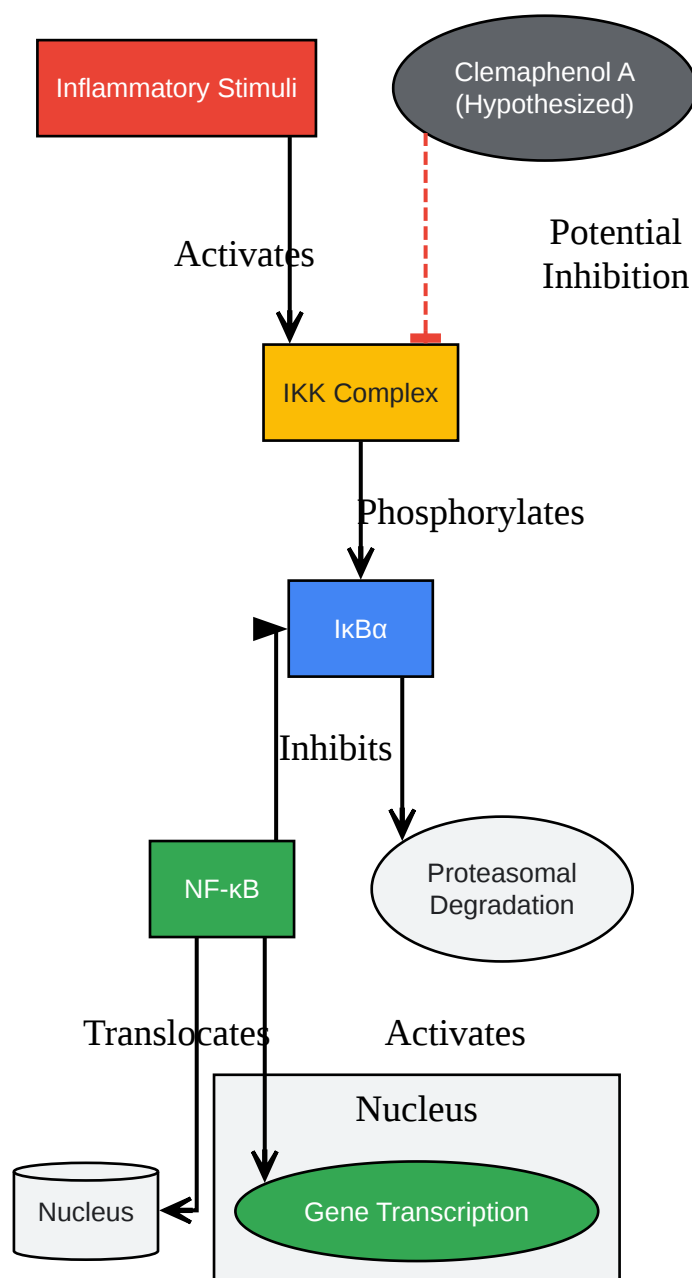 Inflammatory Stimuli
Clemaphenol A
(Hypothesized)
Activates
Potential
Inhibition
IKK Complex
Phosphorylates
IκBα
Inhibits
NF-κB
Proteasomal
Degradation
Translocates
Activates
Nucleus
Nucleus
Gene Transcription